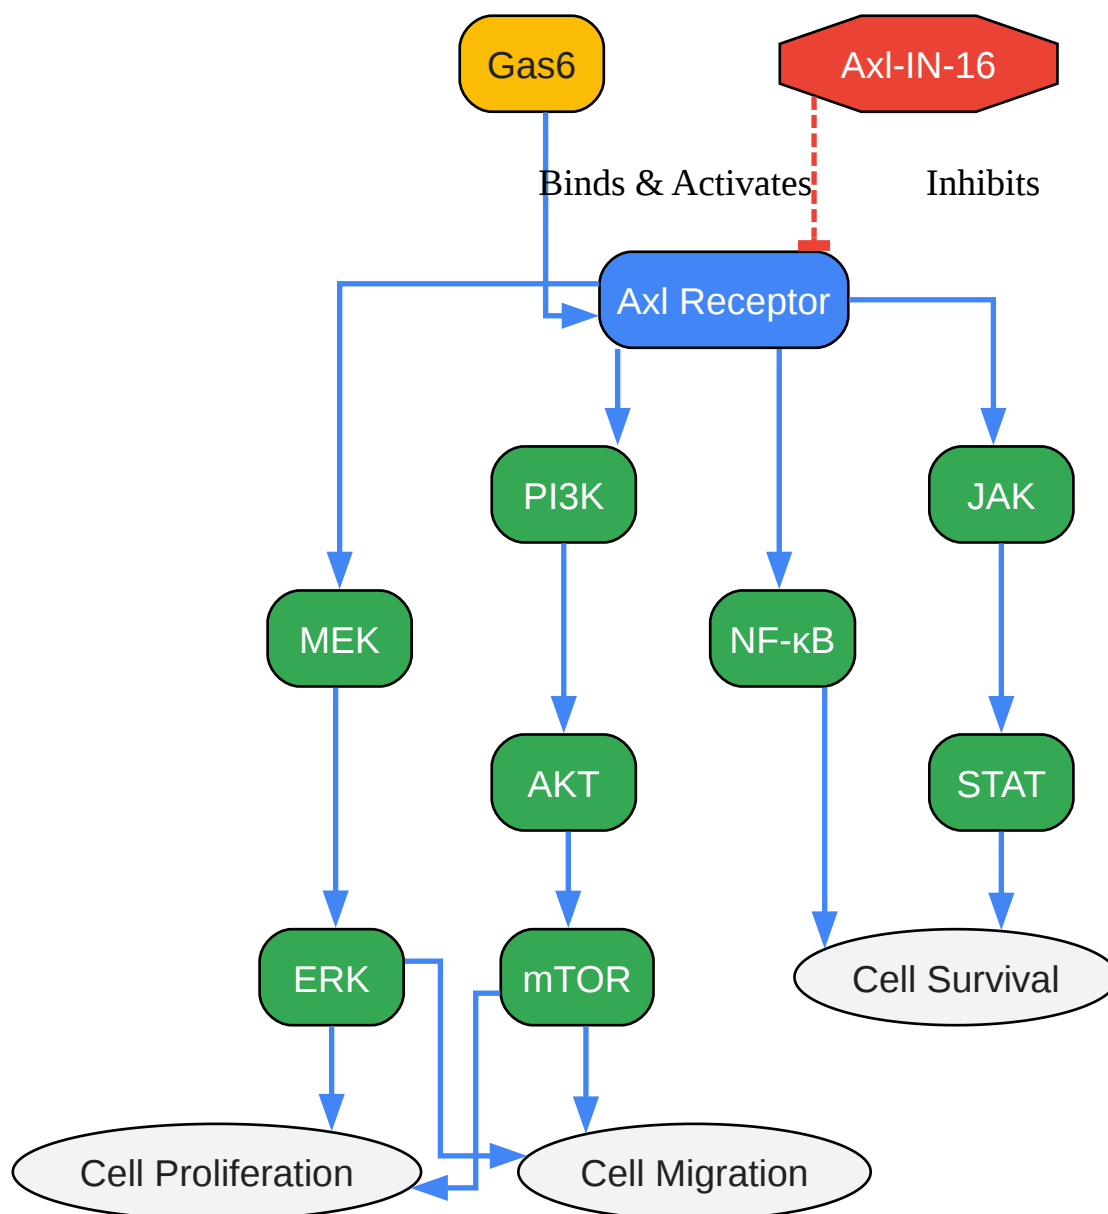 Gas6
Axl-IN-16
Binds & Activates
Inhibits
Axl Receptor
PI3K
JAK
MEK
NF-κB
AKT
STAT
ERK
mTOR
Cell Survival
Cell Proliferation
Cell Migration